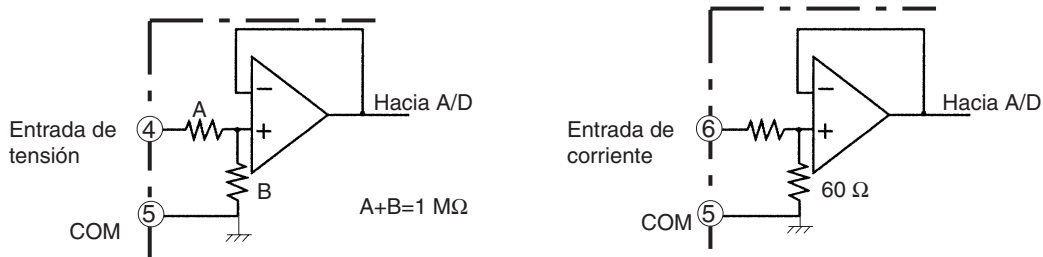 Entrada de
tensión
4
A
Hacia A/D
B
5
COM
A+B=1 MΩ
Entrada de
corriente
6
Hacia A/D
60 Ω
5
COM